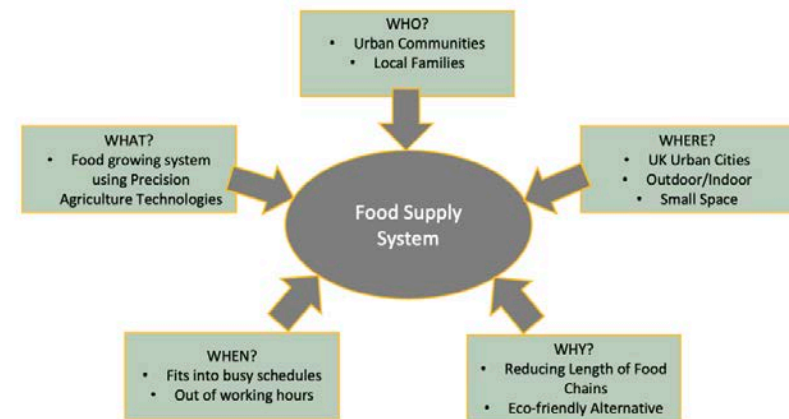 WHO?
• Urban Communities
• Local Families
WHAT?
• Food growing system
using Precision
Agriculture Technologies
WHERE?
• UK Urban Cities
• Outdoor/Indoor
• Small Space
Food Supply
System
WHEN?
• Fits into busy schedules
• Out of working hours
WHY?
• Reducing Length of Food
Chains
• Eco-friendly Alternative